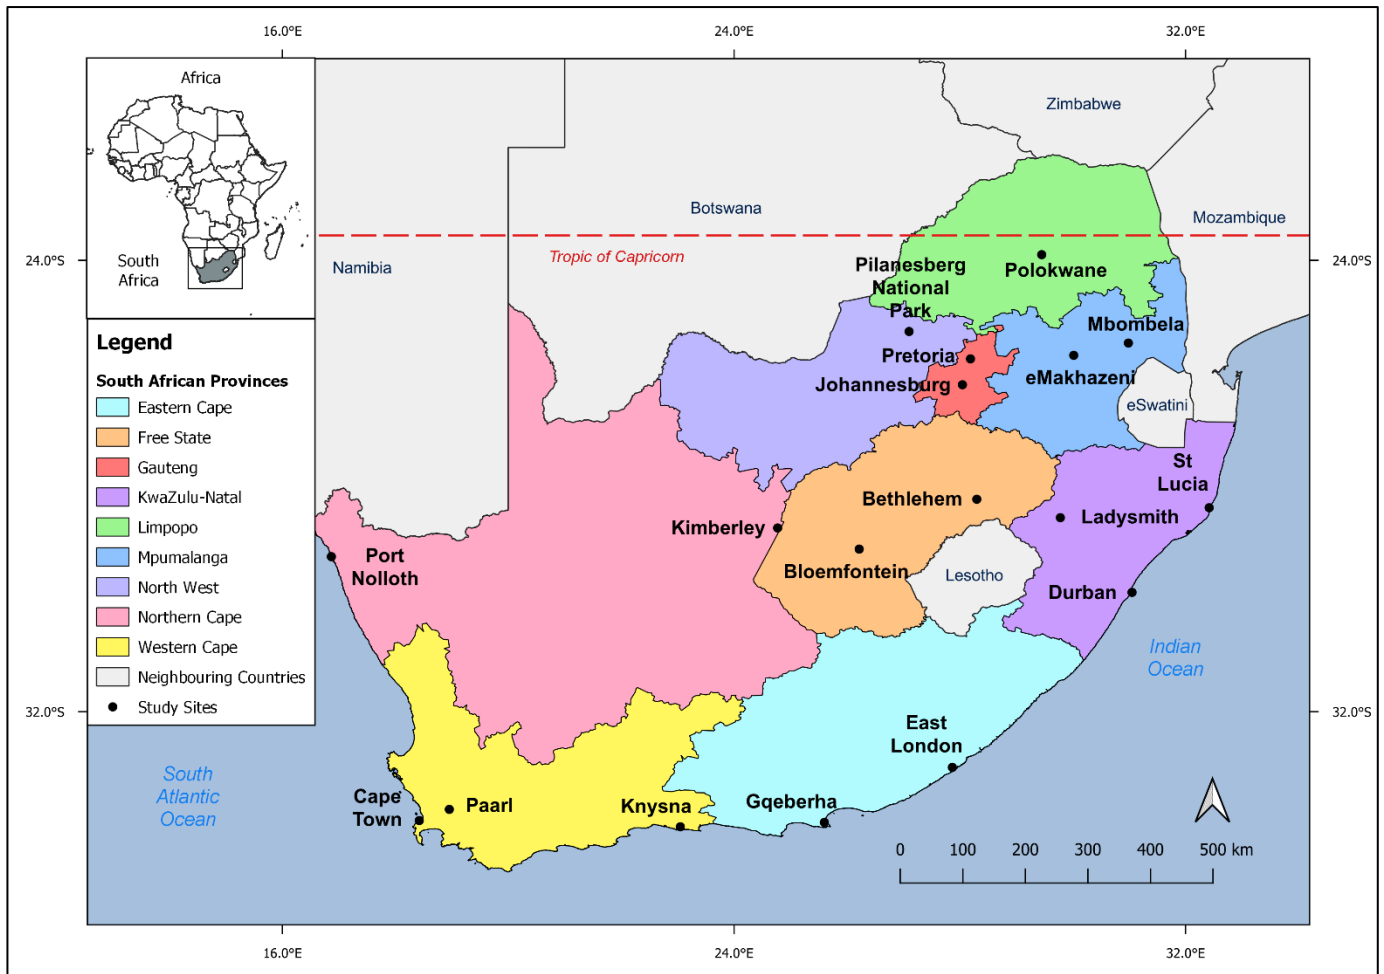 16.0°E
24.0°E
32.0°E
Africa
South
Africa
Legend
South African Provinces
Eastern Cape
Free State
Gauteng
KwaZulu-Natal
Limpopo
Mpumalanga
North West
Northern Cape
Western Cape
Neighbouring Countries
Study Sites
24.0°S
24.0°S
32.0°S
32.0°S
Zimbabwe
Botswana
Mozambique
Namibia
Tropic of Capricorn
Polokwane
Pilanesberg
National
Park
Mbombela
Pretoria
eMakhazeni
Johannesburg
eSwatini
St
Lucia
Bethlehem
Ladysmith
Kimberley
Port
Nolloth
Bloemfontein
Lesotho
Durban
Indian
Ocean
East
London
South
Atlantic
Ocean
Cape
Town
Paarl
Knysna
Gqeberha
0 100 200 300 400 500 km
16.0°E
24.0°E
32.0°E